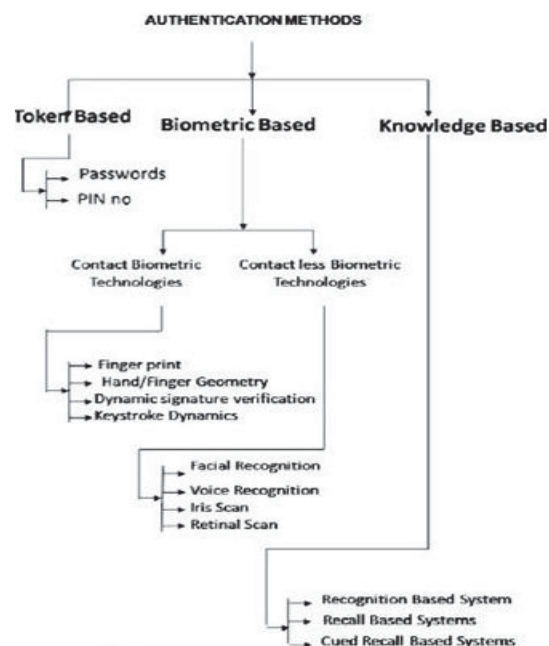 AUTHENTICATION METHODS
Token Based
Biometric Based
Knowledge Based
Passwords
PIN no
Contact Biometric
Technologies
Contact less Biometric
Technologies
Finger print
Hand/Finger Geometry
Dynamic signature verification
Keystroke Dynamics
Facial Recognition
Voice Recognition
Iris Scan
Retinal Scan
Recognition Based System
Recall Based Systems
Cued Recall Based Systems